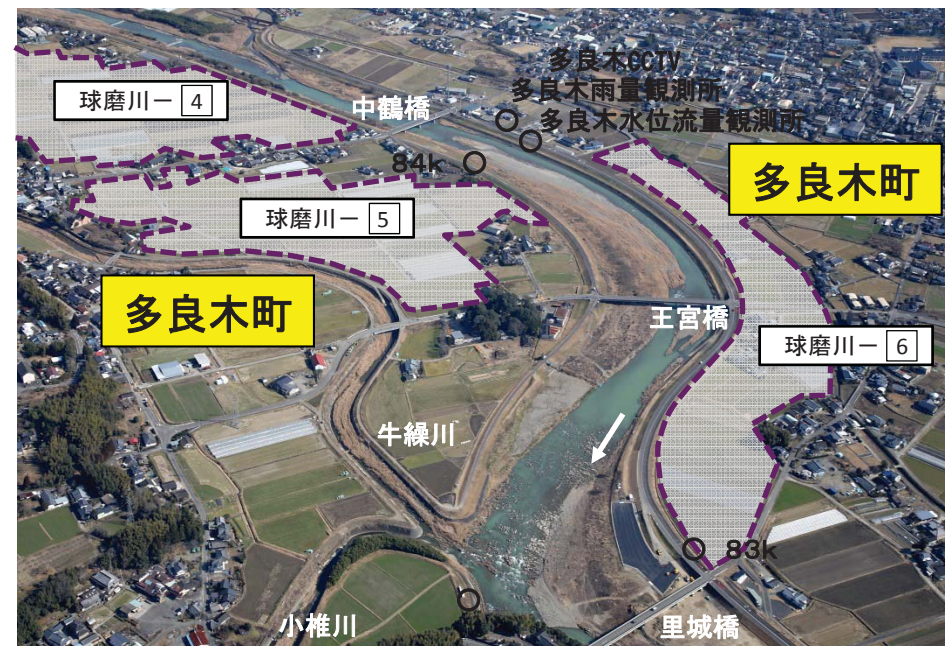 多良木CCTV
多良木雨量観測所
多良木水位流量観測所
球磨川ー 4
中鶴橋
84k
多良木町
球磨川ー 5
多良木町
王宮橋
球磨川ー 6
牛繰川
83k
小椎川
里城橋